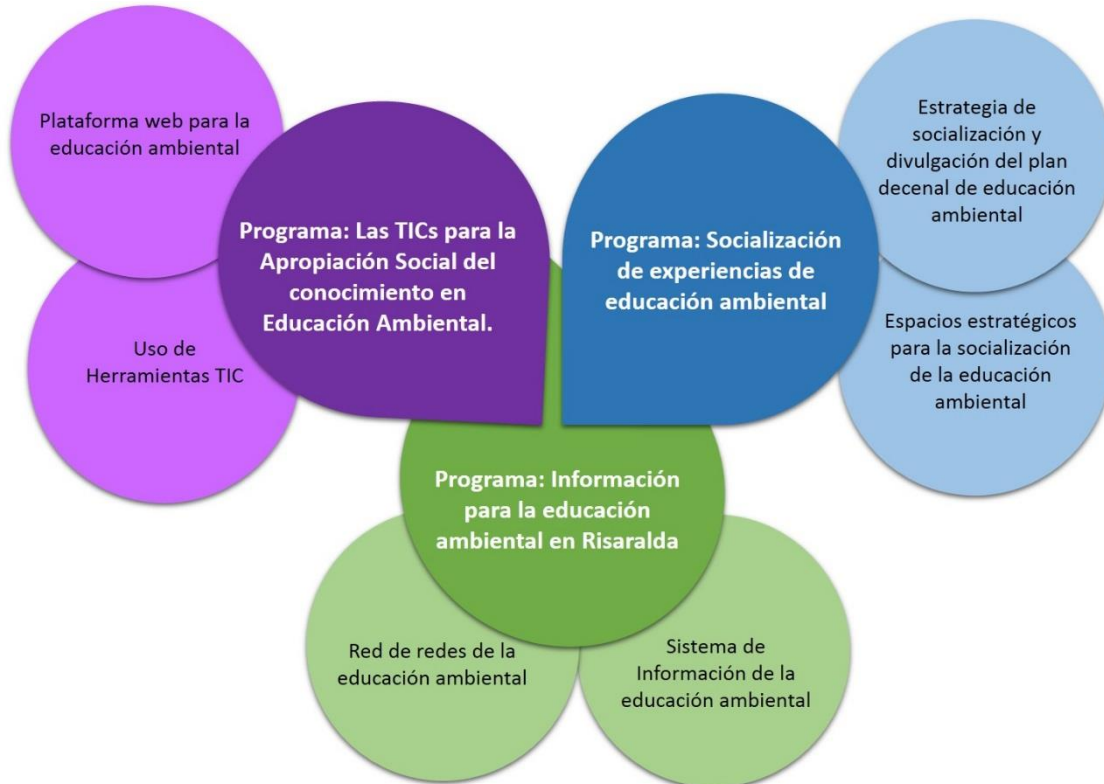 Plataforma web para la
educación ambiental
Uso de
Herramientas TIC
Programa: Las TICs para la
Apropiación Social del
conocimiento en
Educación Ambiental.
Programa: Socialización
de experiencias de
educación ambiental
Estrategia de
socialización y
divulgación del plan
decenal de educación
ambiental
Espacios estratégicos
para la socialización
de la educación
ambiental
Programa: Información
para la educación
ambiental en Risaralda
Red de redes de la
educación ambiental
Sistema de
Información de la
educación ambiental